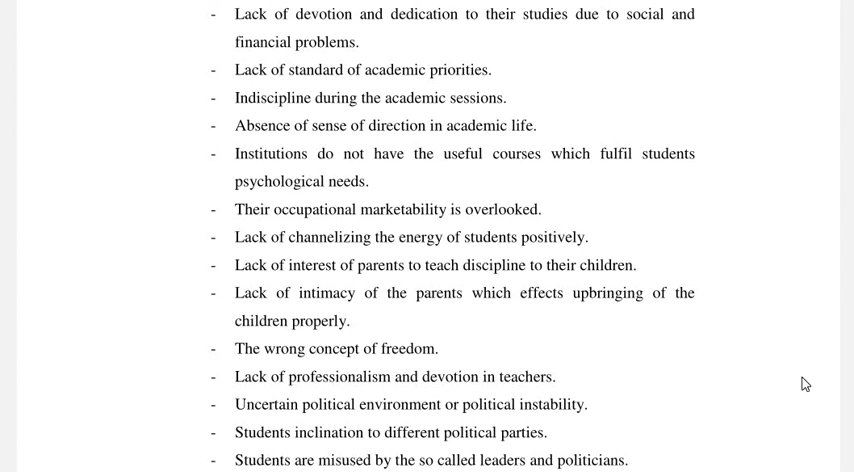 - Lack of devotion and dedication to their studies due to social and
financial problems.
- Lack of standard of academic priorities.
- Indiscipline during the academic sessions.
- Absence of sense of direction in academic life.
- Institutions do not have the useful courses which fulfil students
psychological needs.
- Their occupational marketability is overlooked.
- Lack of channelizing the energy of students positively.
- Lack of interest of parents to teach discipline to their children.
- Lack of intimacy of the parents which effects upbringing of the
children properly.
- The wrong concept of freedom.
- Lack of professionalism and devotion in teachers.
- Uncertain political environment or political instability.
- Students inclination to different political parties.
- Students are misused by the so called leaders and politicians.